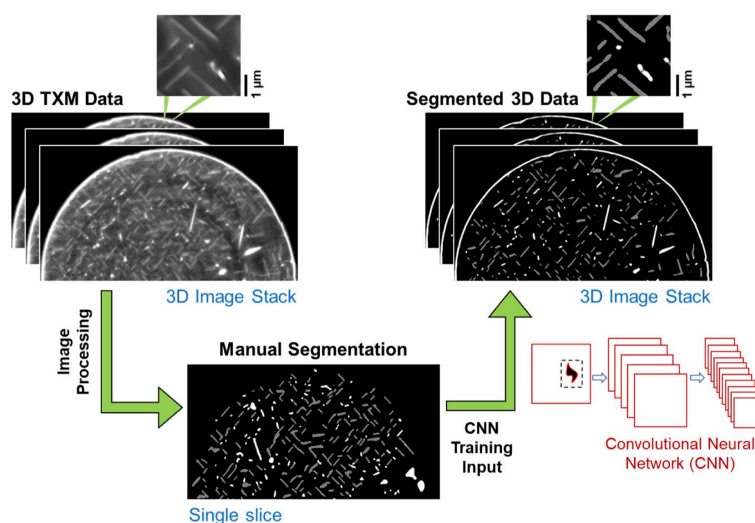 1 µm
3D TXM Data
3D Image Stack
Image
Processing
Manual Segmentation
Single slice
CNN
Training
Input
1 µm
Segmented 3D Data
3D Image Stack
Convolutional Neural
Network (CNN)